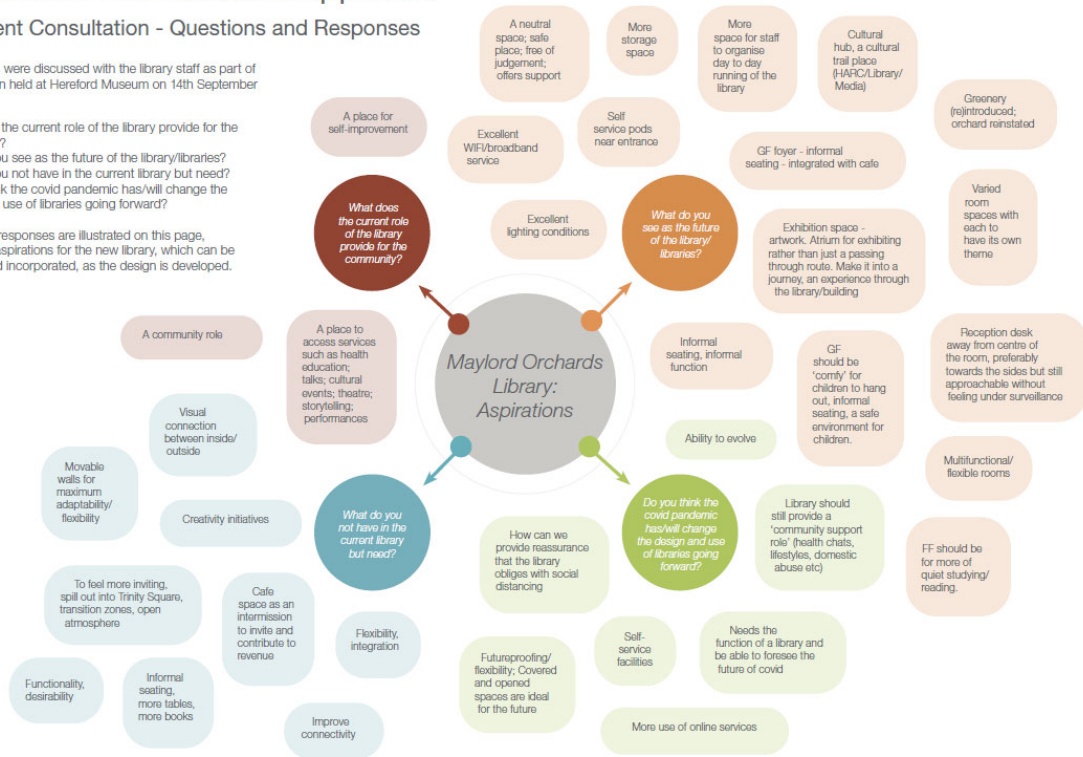 ent Consultation - Questions and Responses
were discussed with the library staff as part of
n held at Hereford Museum on 14th September
the current role of the library provide for the
?
u see as the future of the library/libraries?
u not have in the current library but need?
k the covid pandemic has/will change the
use of libraries going forward?
responses are illustrated on this page,
aspirations for the new library, which can be
d incorporated, as the design is developed.
A neutral
space; safe
place; free of
judgement;
offers support
More
storage
space
More
space for staff
to organise
day to day
running of the
library
Cultural
hub, a cultural
trail place
(HARC/Library/
Media)
Greenery
(re)introduced;
orchard reinstated
A place for
self-improvement
Excellent
WIFI/broadband
service
Self
service pods
near entrance
GF foyer - informal
seating - integrated with cafe
Varied
room
spaces with
each to
have its own
theme
What does
the current role
of the library
provide for the
community?
Excellent
lighting conditions
What do you
see as the future
of the library/
libraries?
Exhibition space -
artwork. Atrium for exhibiting
rather than just a passing
through route. Make it into a
journey, an experience through
the library/building
A community role
A place to
access services
such as health
education;
talks; cultural
events; theatre;
storytelling;
performances
Maylord Orchards
Library:
Aspirations
Informal
seating, informal
function
GF
should be
'comfy' for
children to hang
out, informal
seating, a safe
environment for
children.
Reception desk
away from centre of
the room, preferably
towards the sides but still
approachable without
feeling under surveillance
Visual
connection
between inside/
outside
Ability to evolve
Movable
walls for
maximum
adaptability/
flexibility
Creativity initiatives
What do you
not have in the
current library
but need?
Do you think the
covid pandemic
has/will change
the design and use
of libraries going
forward?
Multifunctional/
flexible rooms
How can we
provide reassurance
that the library
obliges with social
distancing
Library should
still provide a
'community support
role' (health chats,
lifestyles, domestic
abuse etc)
FF should be
for more of
quiet studying/
reading.
To feel more inviting,
spill out into Trinity Square,
transition zones, open
atmosphere
Cafe
space as an
intermission
to invite and
contribute to
revenue
Flexibility,
integration
Futureproofing/
flexibility; Covered
and opened
spaces are ideal
for the future
Self-
service
facilities
Needs the
function of a library and
be able to foresee the
future of covid
Functionality,
desirability
Informal
seating,
more tables,
more books
Improve
connectivity
More use of online services